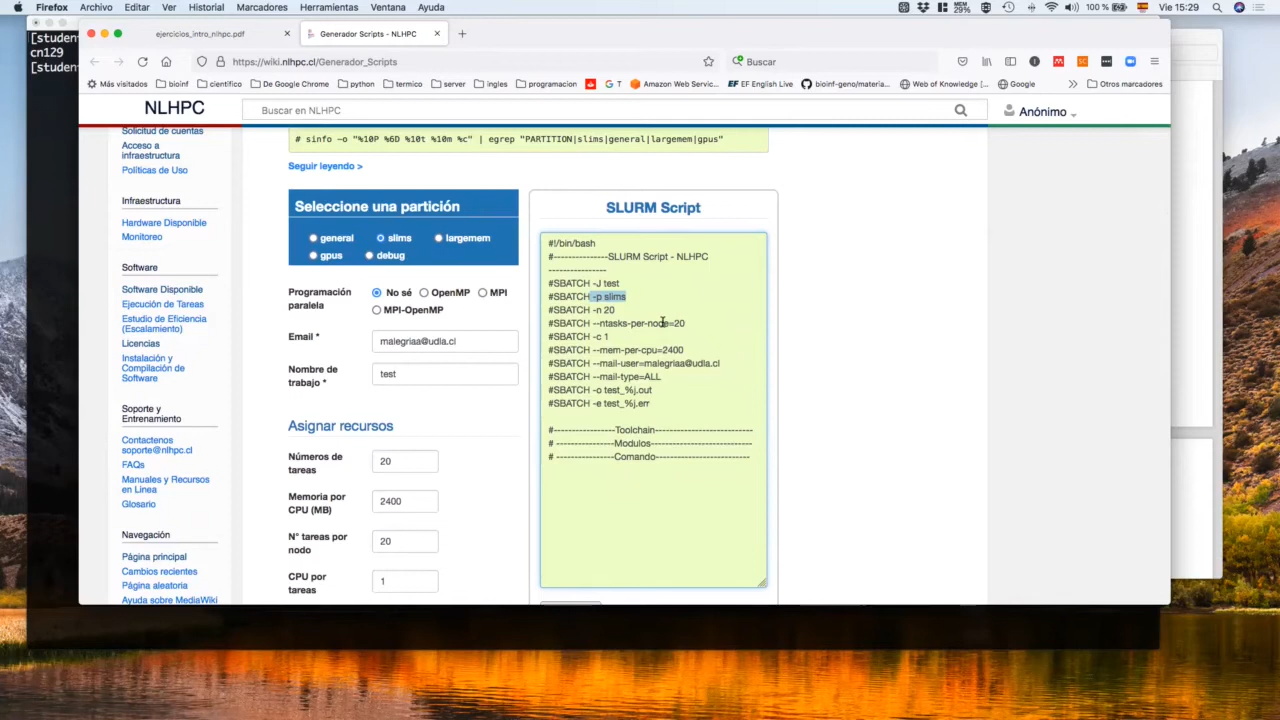 Firefox Archivo Editar Ver Historial Marcadores Herramientas Ventana Ayuda
MEM 29% 100 % Vie 15:29
[studen
cn129
[studen
ejercicios_intro_nlhpc.pdf
Generador Scripts - NLHPC
https://wiki.nlhpc.cl/Generador_Scripts
Buscar
Más visitados bioinf cientifico De Google Chrome python termico server ingles programacion G T Amazon Web Servic... EF EF English Live bioinf-geno/materia... Web of Knowledge [... Google Otros marcadores
NLHPC
Buscar en NLHPC
Anónimo
Solicitud de cuentas
Acceso a
infraestructura
Políticas de Uso
Infraestructura
Hardware Disponible
Monitoreo
Software
Software Disponible
Ejecución de Tareas
Estudio de Eficiencia
(Escalamiento)
Licencias
Instalación y
Compilación de
Software
Soporte y
Entrenamiento
Contactenos
soporte@nlhpc.cl
FAQs
Manuales y Recursos
en Linea
Glosario
Navegación
Página principal
Cambios recientes
Página aleatoria
Ayuda sobre MediaWiki
# sinfo -o "%10P %6D %10t %10m %c" | egrep "PARTITION|slims|general|largemem|gpus"
Seguir leyendo >
Seleccione una partición
general slims largemem
gpus debug
Programación
paralela
No sé OpenMP MPI
MPI-OpenMP
Email *
malegriaa@udla.cl
Nombre de
trabajo *
test
Asignar recursos
Números de
tareas
20
Memoria por
CPU (MB)
2400
N° tareas por
nodo
20
CPU por
tareas
1
SLURM Script
#!/bin/bash
#---------------SLURM Script - NLHPC
----------------
#SBATCH -J test
#SBATCH -p slims
#SBATCH -n 20
#SBATCH --ntasks-per-node=20
#SBATCH -c 1
#SBATCH --mem-per-cpu=2400
#SBATCH --mail-user=malegriaa@udla.cl
#SBATCH --mail-type=ALL
#SBATCH -o test_%j.out
#SBATCH -e test_%j.err
#-----------------Toolchain---------------------------
# ----------------Modulos----------------------------
# ----------------Comando--------------------------